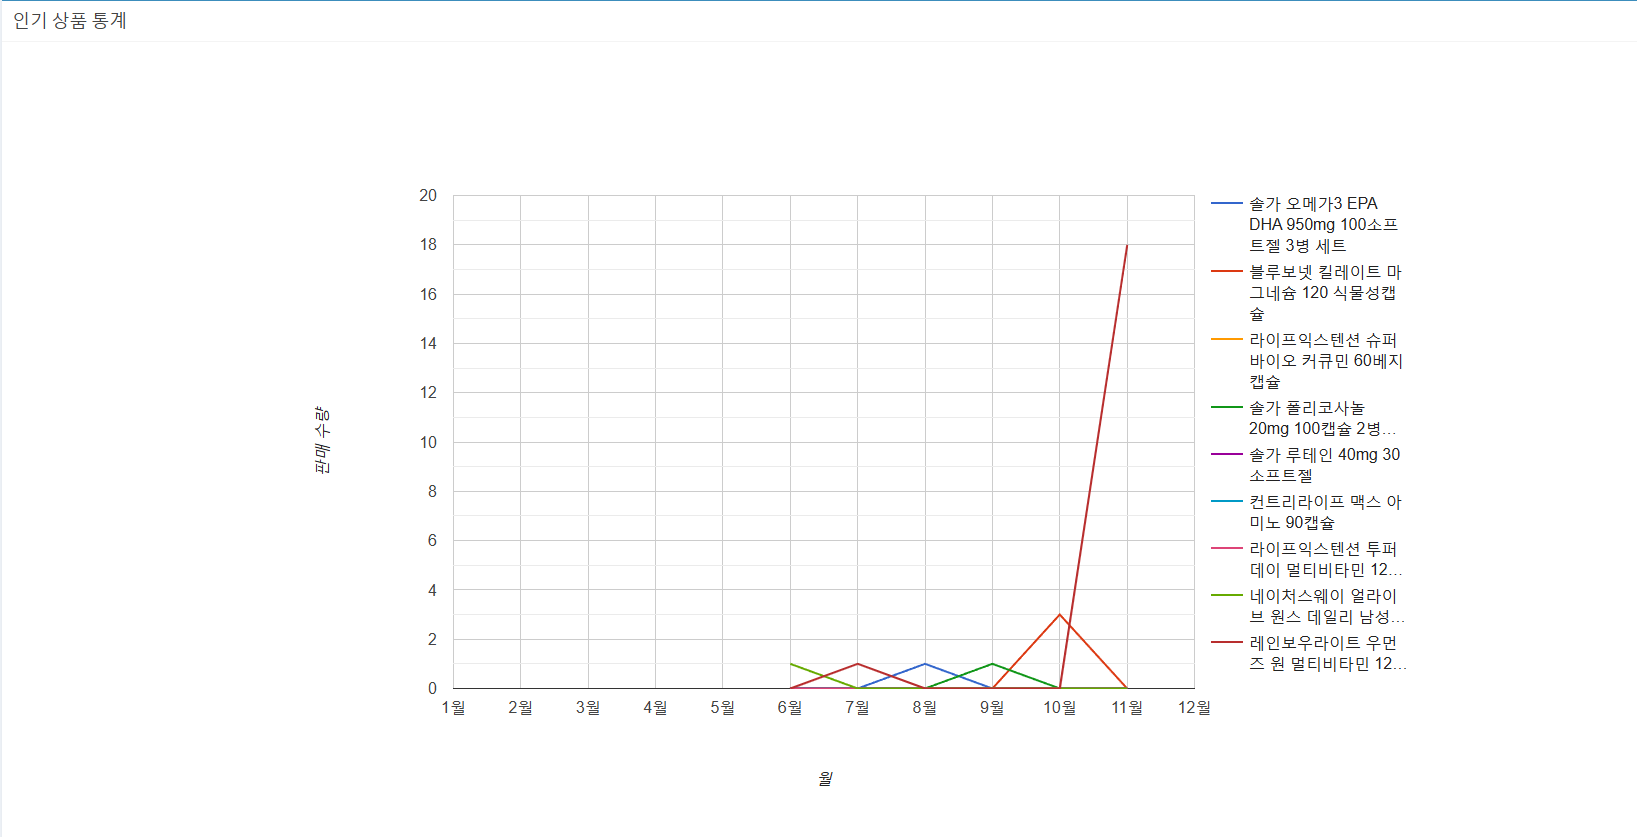 인기 상품 통계
20
18
16
14
12
10
8
6
4
2
0
판매 수량
1월 2월 3월 4월 5월 6월 7월 8월 9월 10월 11월 12월
월
솔가 오메가3 EPA
DHA 950mg 100소프
트젤 3병 세트
블루보넷 킬레이트 마
그네슘 120 식물성캡
슐
라이프익스텐션 슈퍼
바이오 커큐민 60베지
캡슐
솔가 폴리코사놀
20mg 100캡슐 2병...
솔가 루테인 40mg 30
소프트젤
컨트리라이프 맥스 아
미노 90캡슐
라이프익스텐션 투퍼
데이 멀티비타민 12...
네이처스웨이 얼라이
브 원스 데일리 남성...
레인보우라이트 우먼
즈 원 멀티비타민 12...